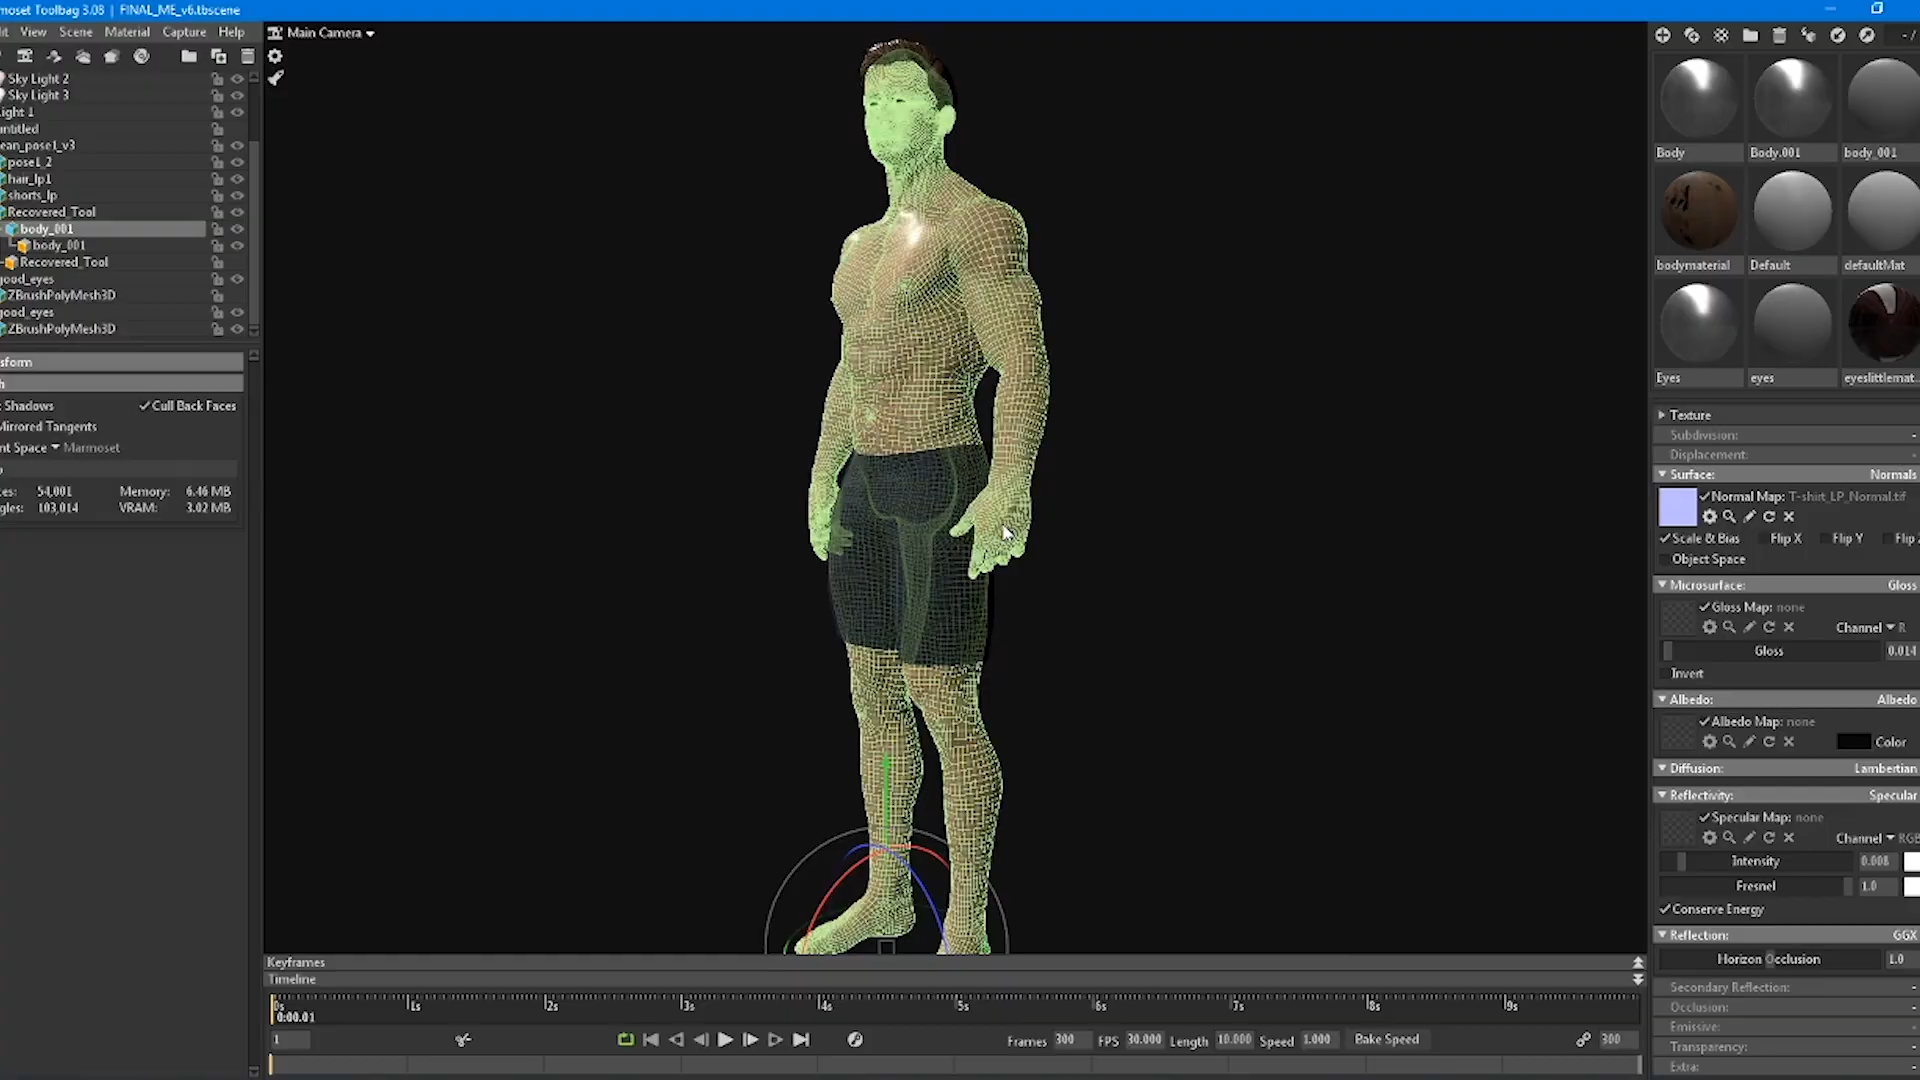 moset Toolbag 3.08 | FINAL_ME_v6.tbscene
it View Scene Material Capture Help
Main Camera
Sky Light 2
Sky Light 3
ight 1
untitled
ean_pose1_v3
pose1_2
hair_lp1
shorts_lp
Recovered_Tool
body_001
body_001
Recovered_Tool
good_eyes
ZBrushPolyMesh3D
good_eyes
ZBrushPolyMesh3D
sform
h
t Shadows Cull Back Faces
Mirrored Tangents
nt Space Marmoset
ces: 54,001 Memory: 6.46 MB
gles: 103,014 VRAM: 3.02 MB
Body Body.001 body_001
bodymaterial Default defaultMat
Eyes eyes eyeslittlemat...
Texture
Subdivision: -
Displacement: -
Surface: Normals
Normal Map: T-shirt_LP_Normal.tif
Scale & Bias Flip X Flip Y Flip Z
Object Space
Microsurface: Gloss
Gloss Map: none
Channel R
Gloss 0.014
Invert
Albedo: Albedo
Albedo Map: none
Color
Diffusion: Lambertian
Reflectivity: Specular
Specular Map: none
Channel RGB
Intensity 0.008
Fresnel 1.0
Conserve Energy
Reflection: GGX
Horizon Occlusion 1.0
Secondary Reflection: -
Occlusion: -
Emissive: -
Transparency: -
Extra: -
Keyframes
Timeline
0s 1s 2s 3s 4s 5s 6s 7s 8s 9s
0:00.01
1 Frames 300 FPS 30.000 Length 10.000 Speed 1.000 Bake Speed 300